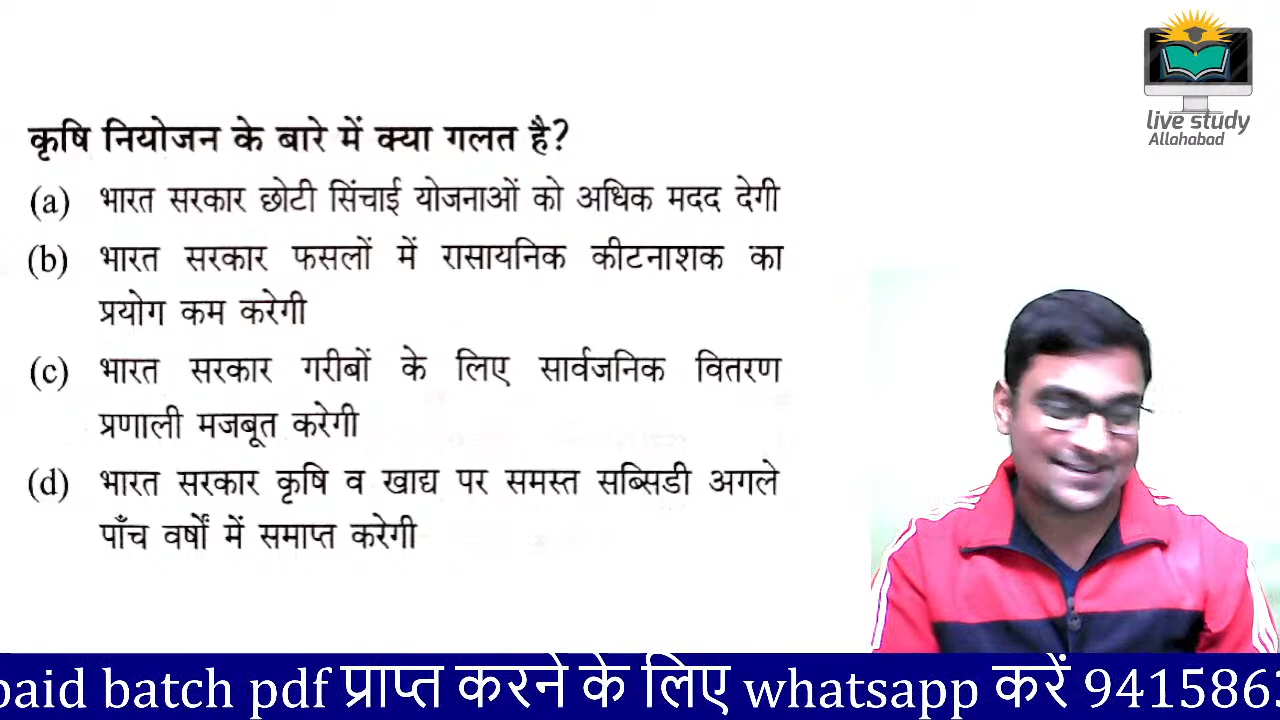 live study
Allahabad
कृषि नियोजन के बारे में क्या गलत है?
(a) भारत सरकार छोटी सिंचाई योजनाओं को अधिक मदद देगी
(b) भारत सरकार फसलों में रासायनिक कीटनाशक का
प्रयोग कम करेगी
(c) भारत सरकार गरीबों के लिए सार्वजनिक वितरण
प्रणाली मजबूत करेगी
(d) भारत सरकार कृषि व खाद्य पर समस्त सब्सिडी अगले
पाँच वर्षों में समाप्त करेगी
paid batch pdf प्राप्त करने के लिए whatsapp करें 941586